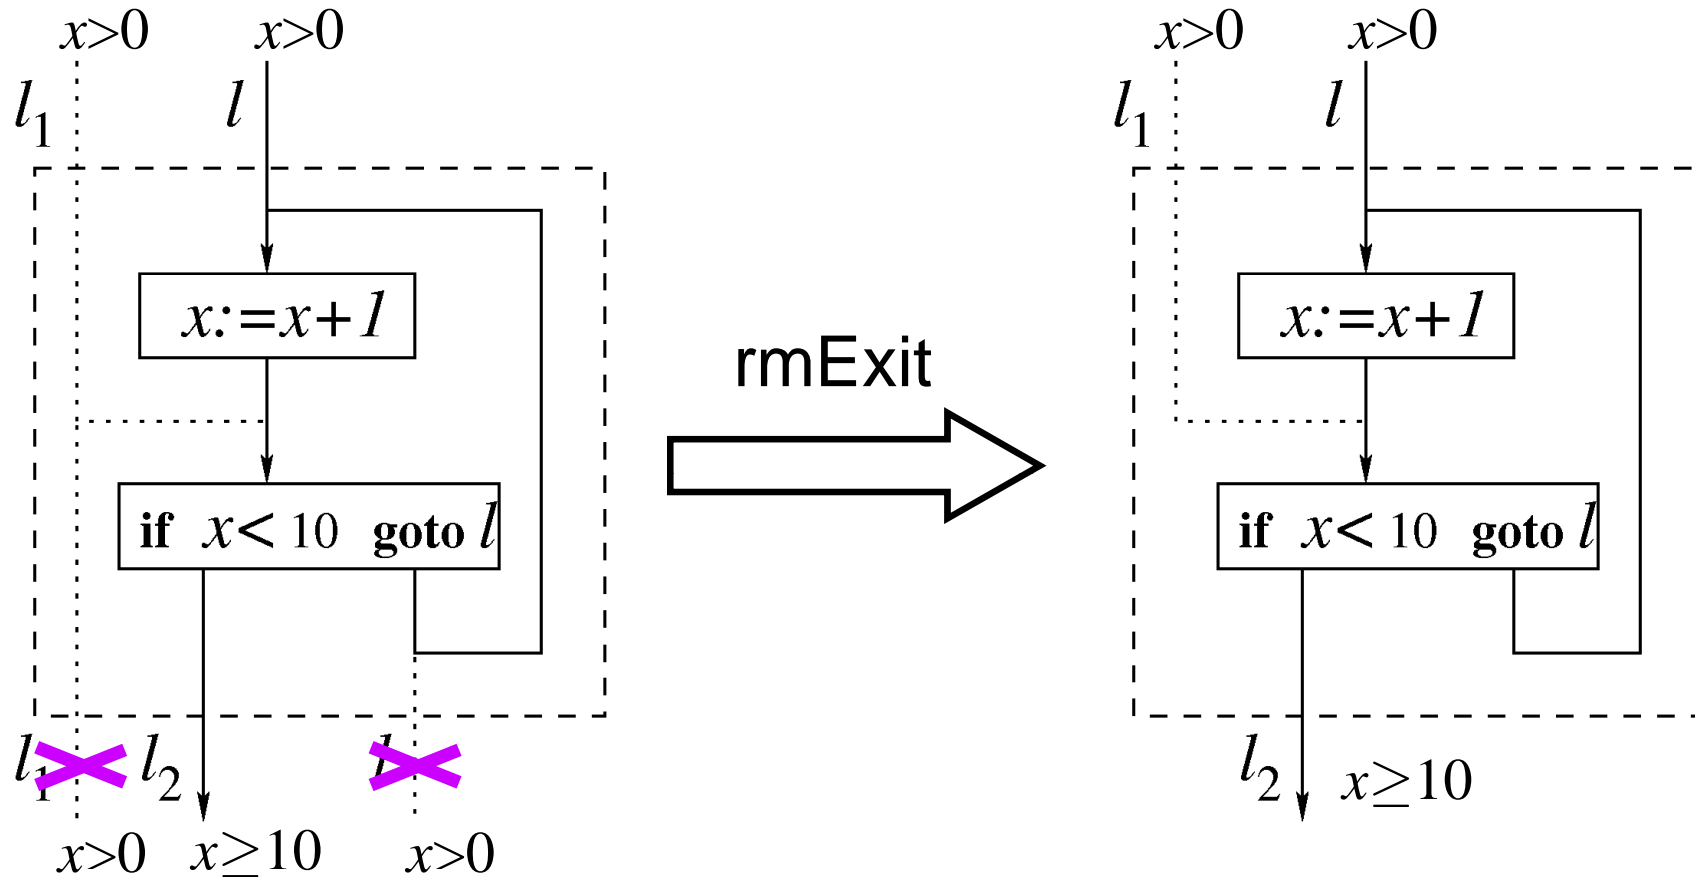 x>0 x>0
l1 l
x:=x+1
if x< 10 goto l
l1 l2 l
x>0 x≥10 x>0
rmExit
x>0 x>0
l1 l
x:=x+1
if x< 10 goto l
l2 x≥10